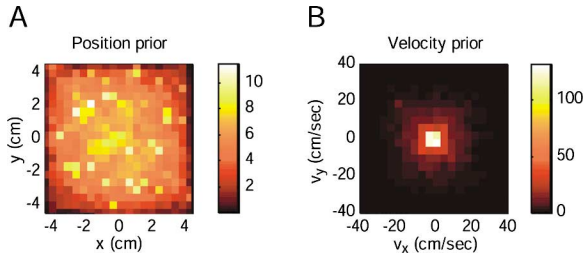 A
Position prior
4
2
0
-2
-4
y (cm)
-4 -2 0 2 4
x (cm)
10
8
6
4
2
B
Velocity prior
40
20
0
-20
-40
vy (cm/sec)
-40 -20 0 20 40
vx (cm/sec)
100
50
0